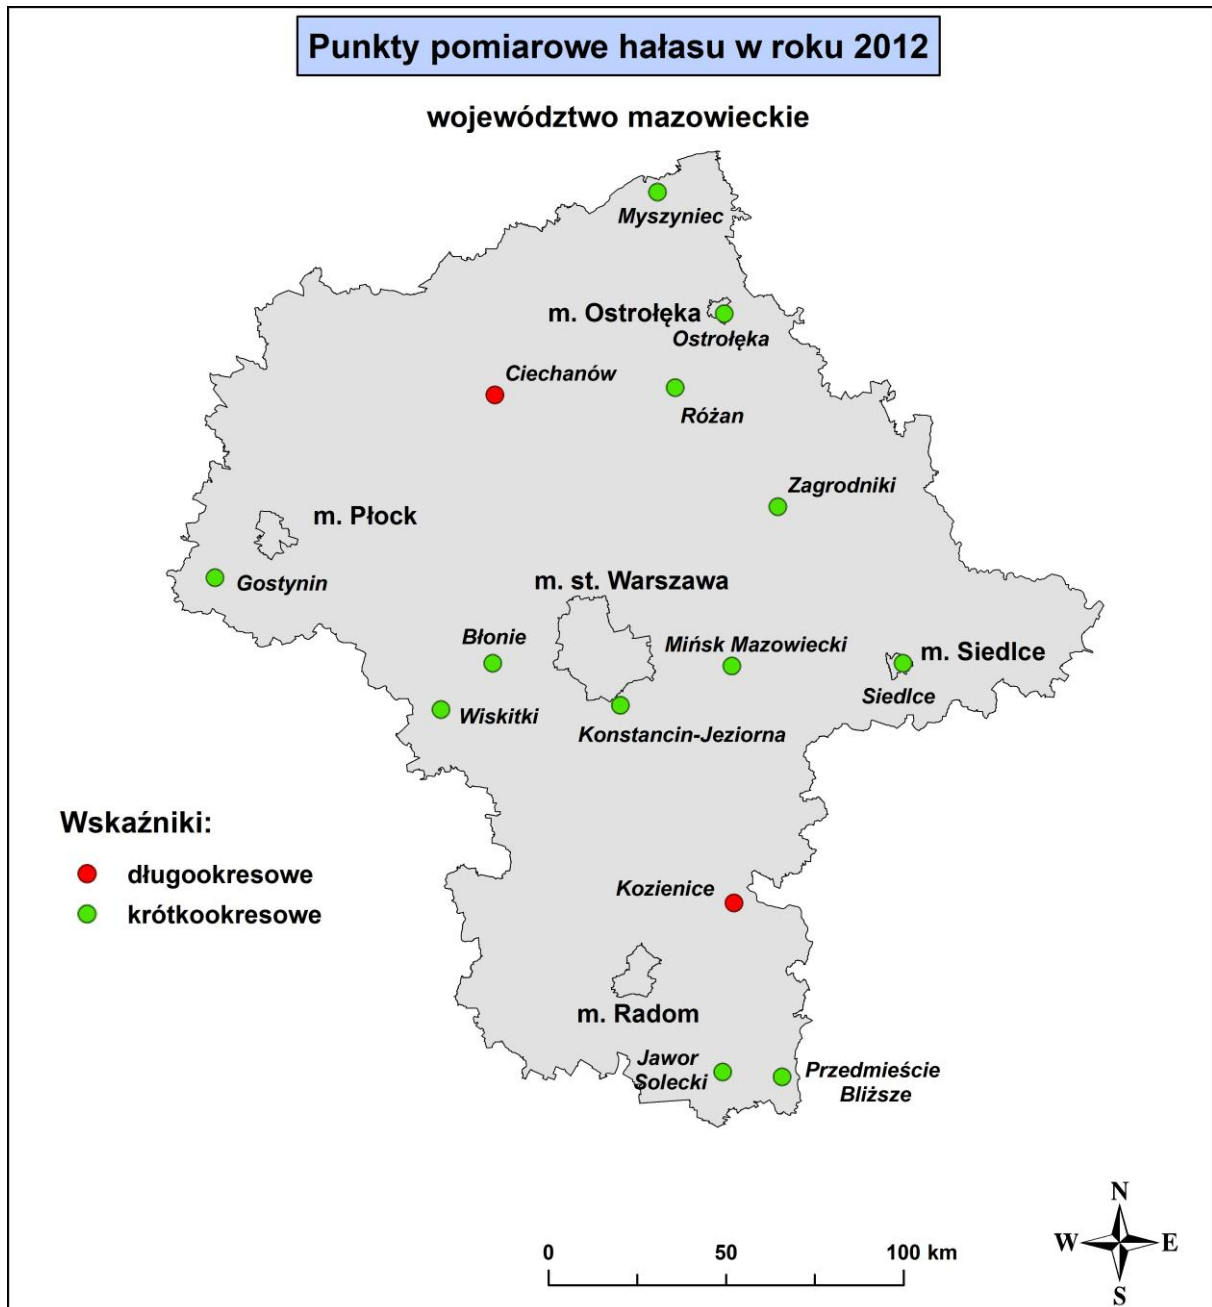 Punkty pomiarowe hałasu w roku 2012
województwo mazowieckie
Myszyniec
m. Ostrołęka
Ostrołęka
Ciechanów
Różan
Zagrodniki
m. Płock
Gostynin
m. st. Warszawa
Błonie
Mińsk Mazowiecki
m. Siedlce
Siedlce
Wiskitki
Konstancin-Jeziorna
Wskaźniki:
długookresowe
krótkookresowe
Kozienice
m. Radom
Jawor
Solecki
Przedmieście
Bliższe
N
W E
S
0 50 100 km